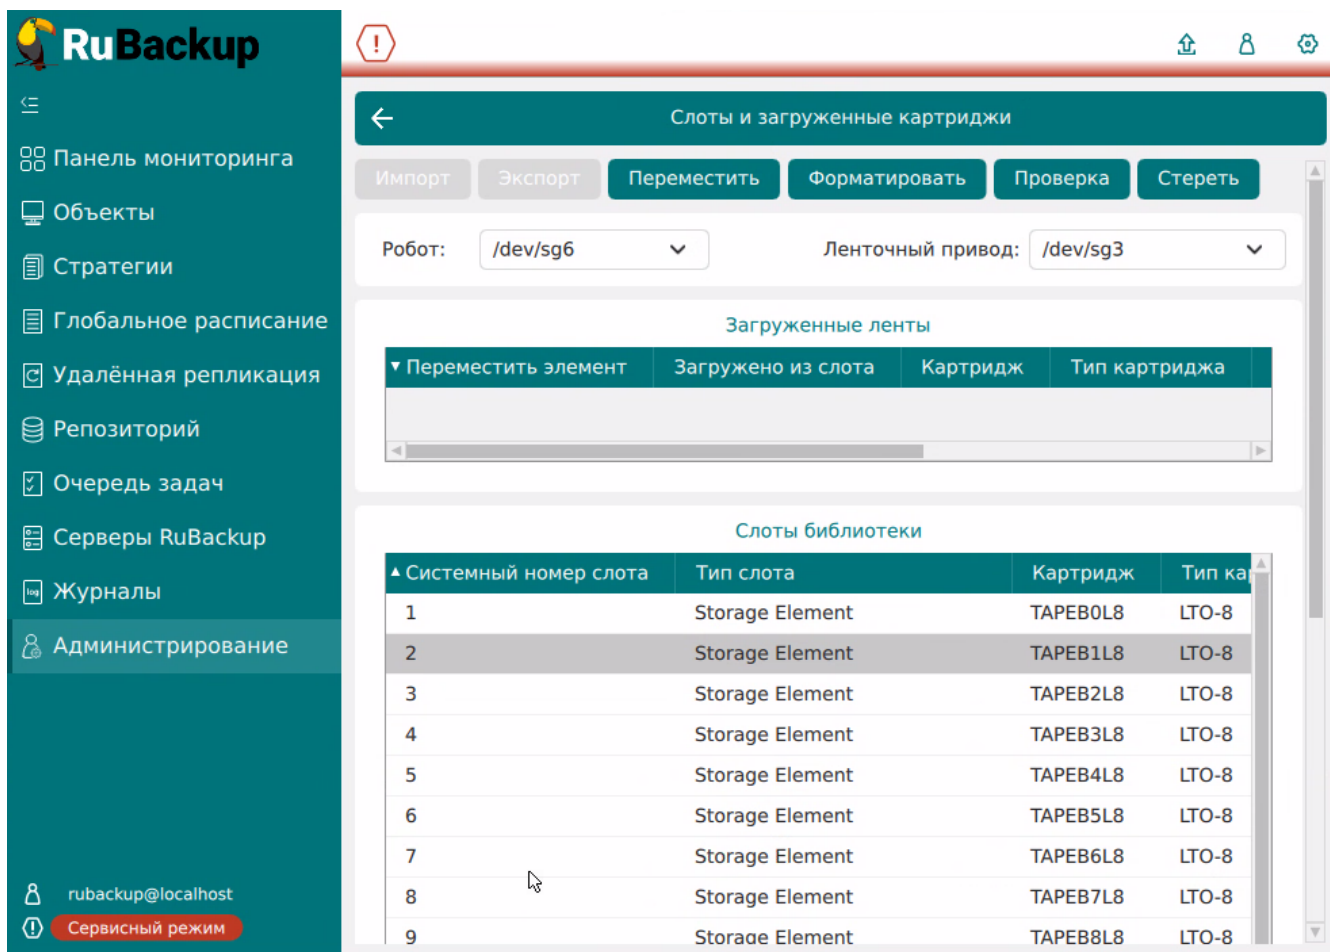 RuBackup
Панель мониторинга
Объекты
Стратегии
Глобальное расписание
Удалённая репликация
Репозиторий
Очередь задач
Серверы RuBackup
log Журналы
Администрирование
rubackup@localhost
Сервисный режим
Слоты и загруженные картриджи
Импорт Экспорт Переместить Форматировать Проверка Стереть
Робот: /dev/sg6 Ленточный привод: /dev/sg3
Загруженные ленты
Переместить элемент Загружено из слота Картридж Тип картриджа
Слоты библиотеки
Системный номер слота Тип слота Картридж Тип кар
1 Storage Element TAPEB0L8 LTO-8
2 Storage Element TAPEB1L8 LTO-8
3 Storage Element TAPEB2L8 LTO-8
4 Storage Element TAPEB3L8 LTO-8
5 Storage Element TAPEB4L8 LTO-8
6 Storage Element TAPEB5L8 LTO-8
7 Storage Element TAPEB6L8 LTO-8
8 Storage Element TAPEB7L8 LTO-8
9 Storage Element TAPEB8L8 LTO-8